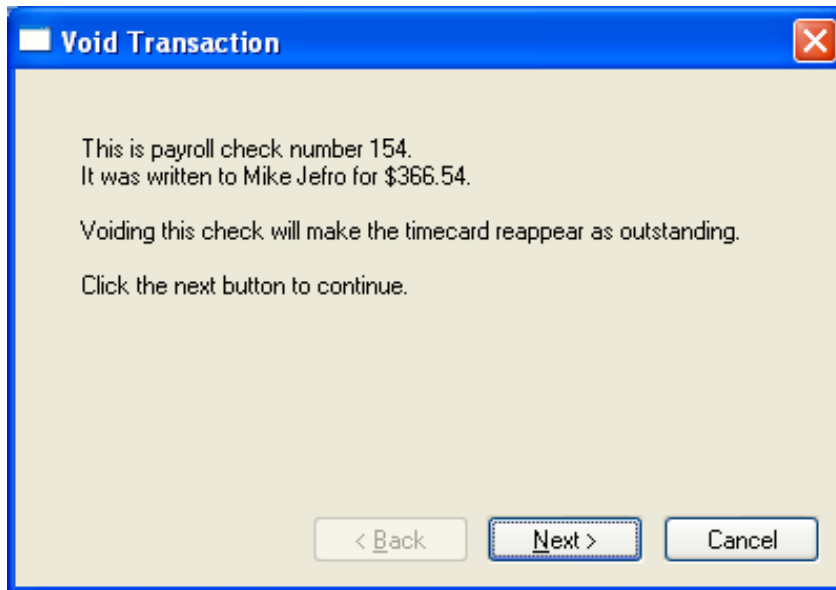 Void Transaction
This is payroll check number 154.
It was written to Mike Jefro for $366.54.
Voiding this check will make the timecard reappear as outstanding.
Click the next button to continue.
< Back
Next >
Cancel